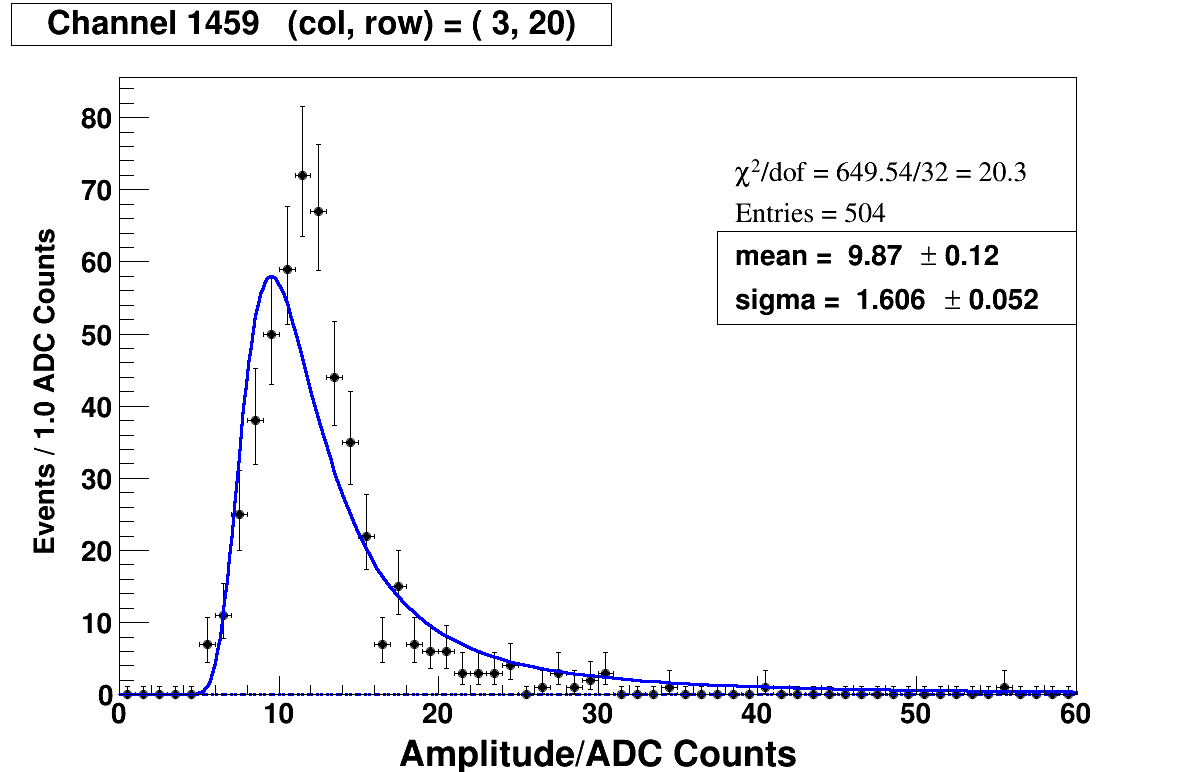 Channel 1459 (col, row) = ( 3, 20)
χ²/dof = 649.54/32 = 20.3
Entries = 504
mean = 9.87 ± 0.12
sigma = 1.606 ± 0.052
Events / 1.0 ADC Counts
80
70
60
50
40
30
20
10
0
0 10 20 30 40 50 60
Amplitude/ADC Counts